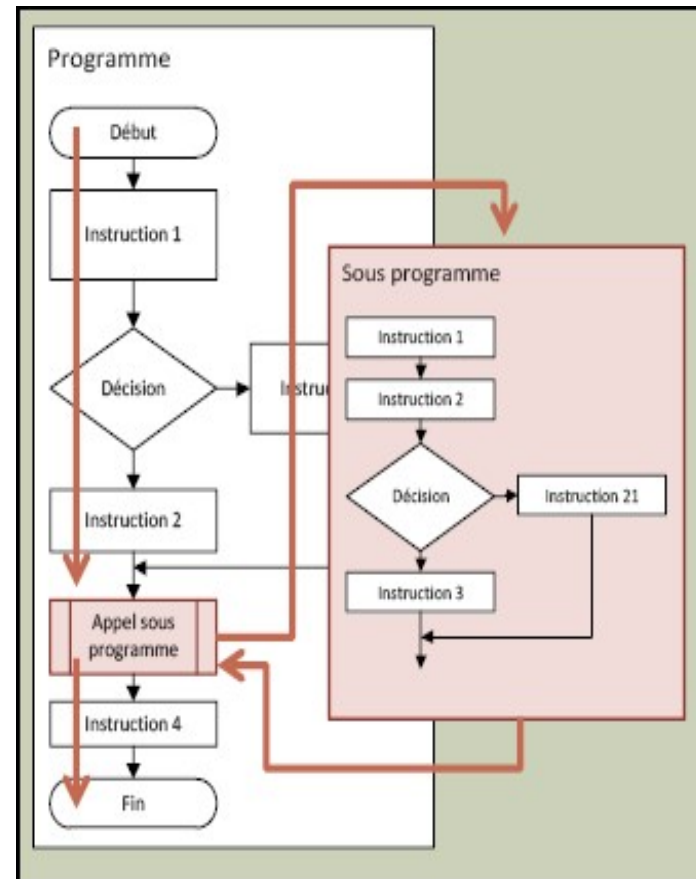 Programme
Début
Instruction 1
Décision
Instruction 2
Appel sous
programme
Instruction 4
Fin
Sous programme
Instruction 1
Instruction 2
Décision
Instruction 21
Instruction 3